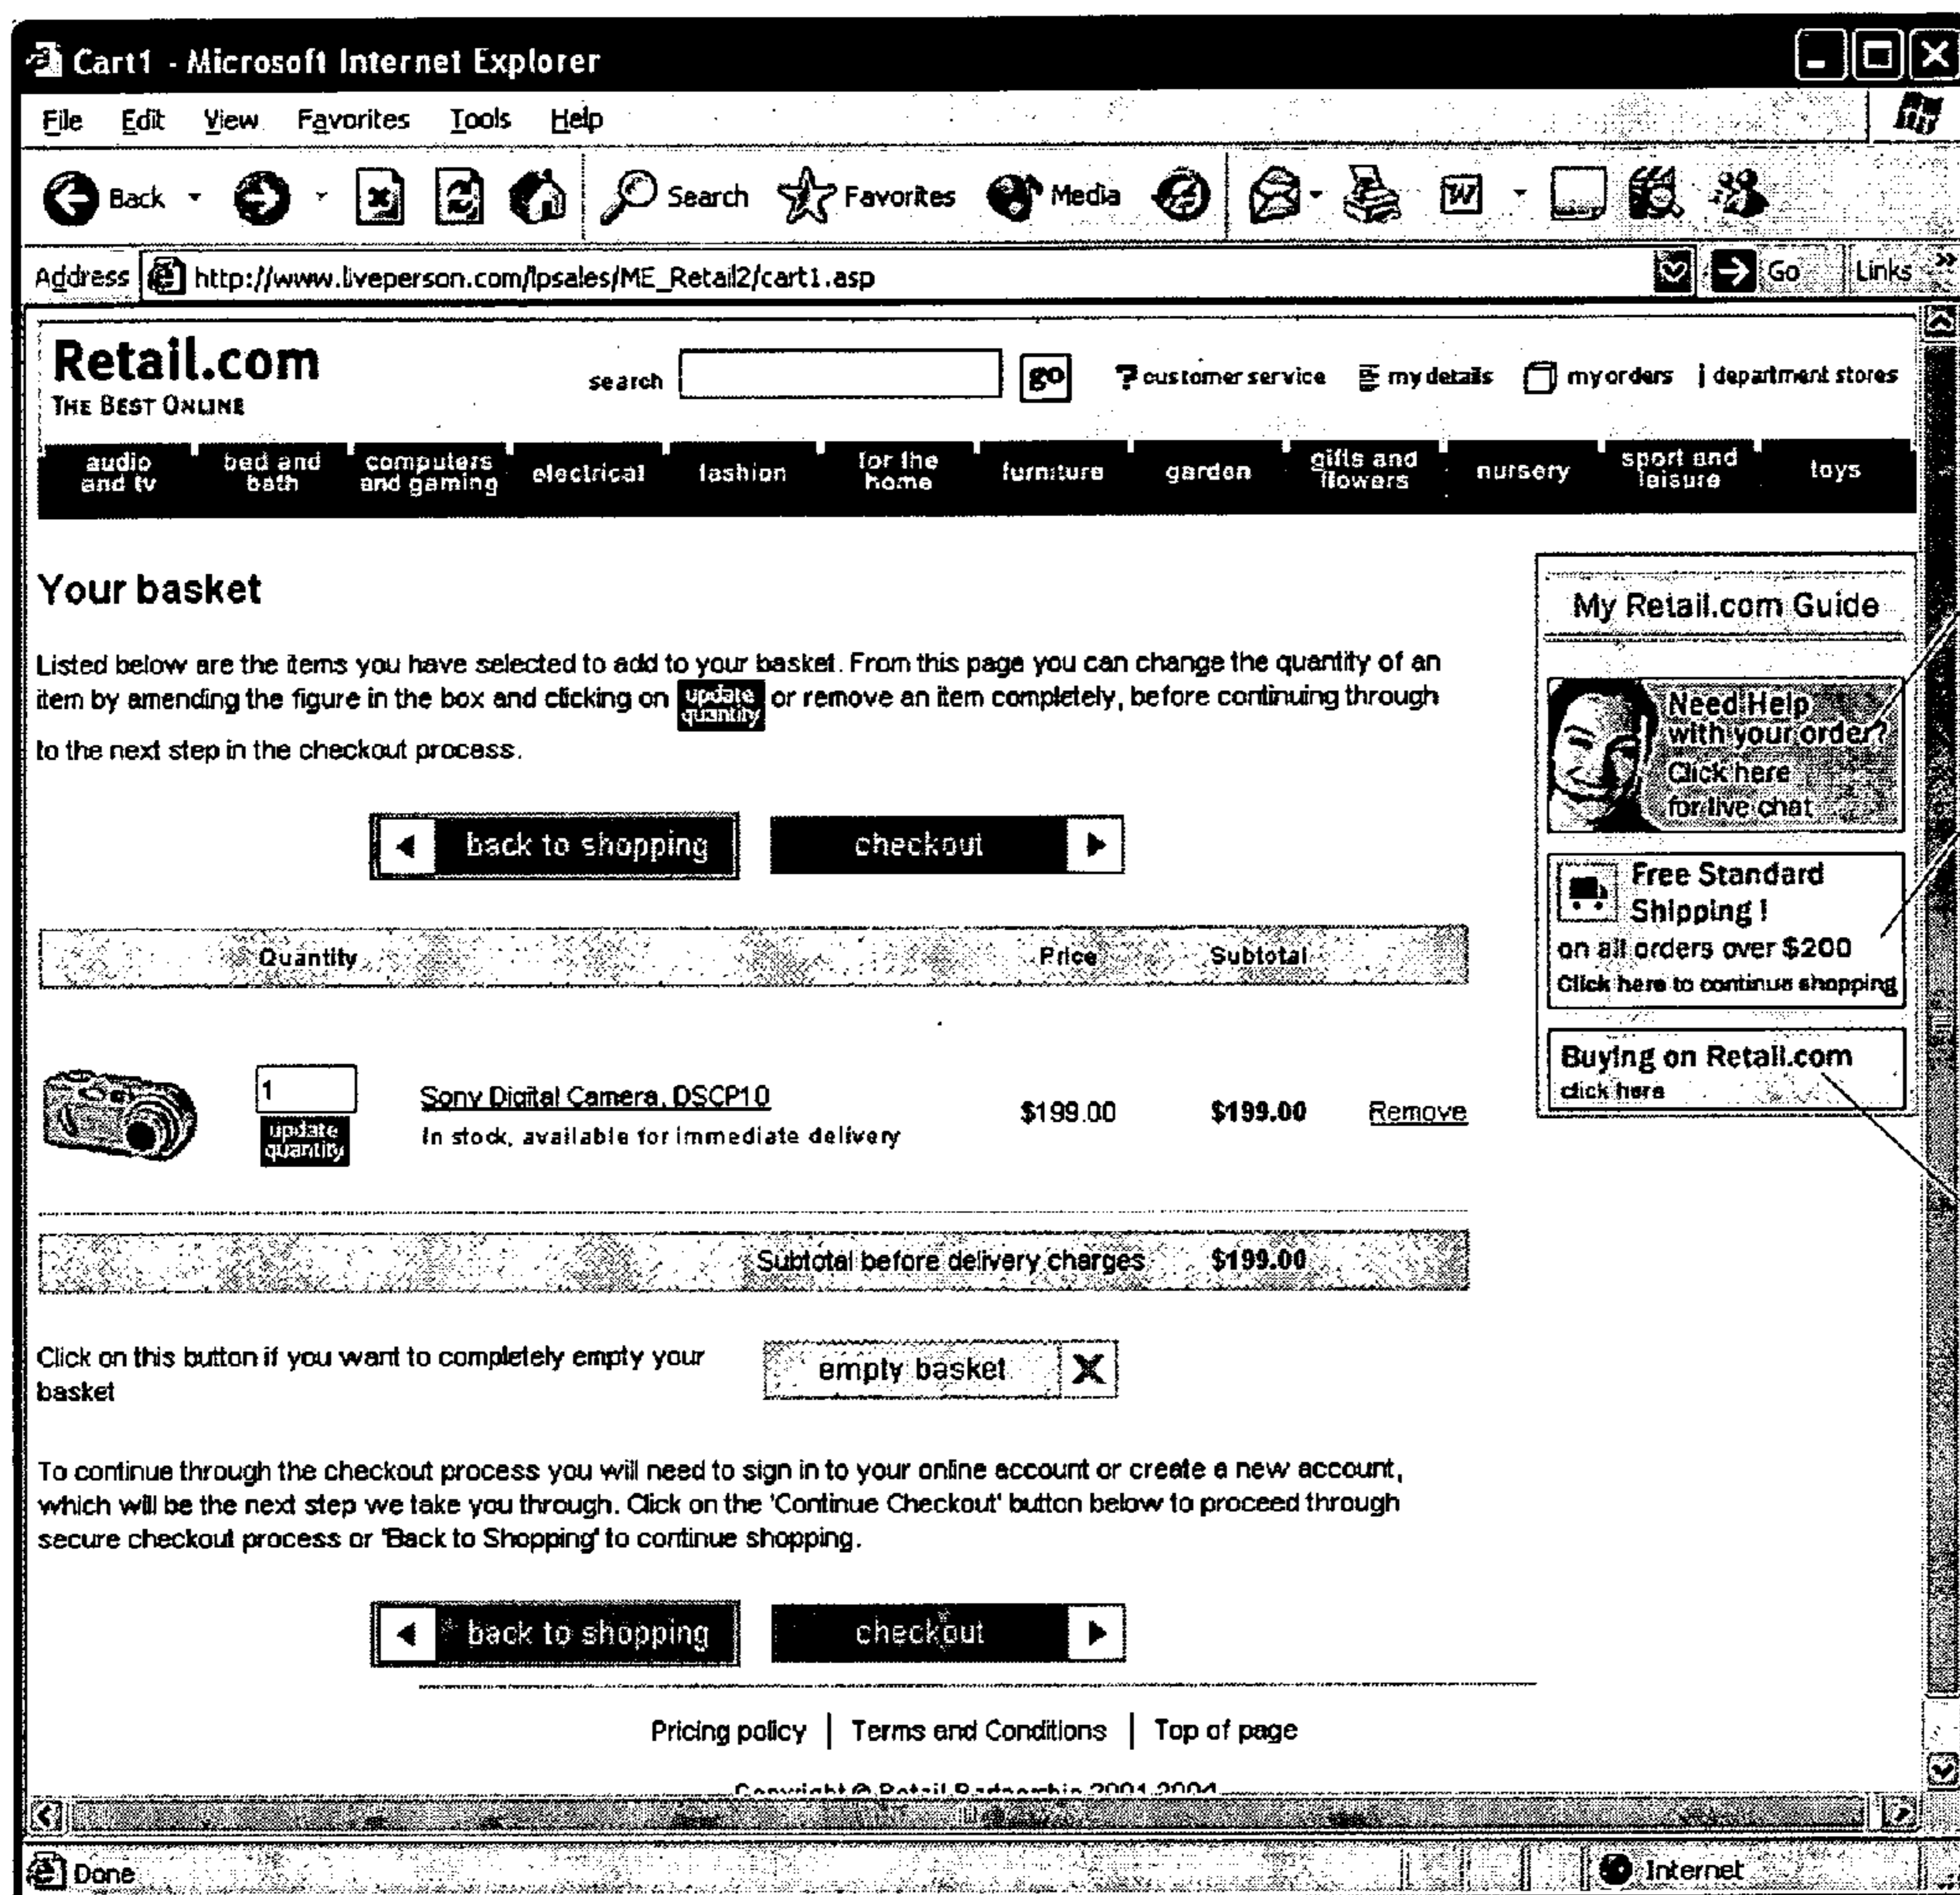 Cart1 - Microsoft Internet Explorer
File Edit View Favorites Tools Help
Back Search Favorites Media W
Address http://www.liveperson.com/lpsales/ME_Retail2/cart1.asp Go Links »
Retail.com
THE BEST ONLINE
search go ? customer service my details my orders i department stores
audio and tv
bed and bath
computers and gaming
electrical
fashion
for the home
furniture
garden
gifts and flowers
nursery
sport and leisure
toys
Your basket
Listed below are the items you have selected to add to your basket. From this page you can change the quantity of an
item by amending the figure in the box and clicking on update quantity or remove an item completely, before continuing through
to the next step in the checkout process.
back to shopping checkout
Quantity Price Subtotal
1
update
quantity
Sony Digital Camera, DSCP10
In stock, available for immediate delivery
$199.00 $199.00 Remove
Subtotal before delivery charges $199.00
Click on this button if you want to completely empty your
basket
empty basket X
To continue through the checkout process you will need to sign in to your online account or create a new account,
which will be the next step we take you through. Click on the 'Continue Checkout' button below to proceed through
secure checkout process or 'Back to Shopping' to continue shopping.
back to shopping checkout
Pricing policy | Terms and Conditions | Top of page
My Retail.com Guide
Need Help
with your order?
Click here
for live chat
Free Standard
Shipping !
on all orders over $200
Click here to continue shopping
Buying on Retail.com
click here
Done Internet